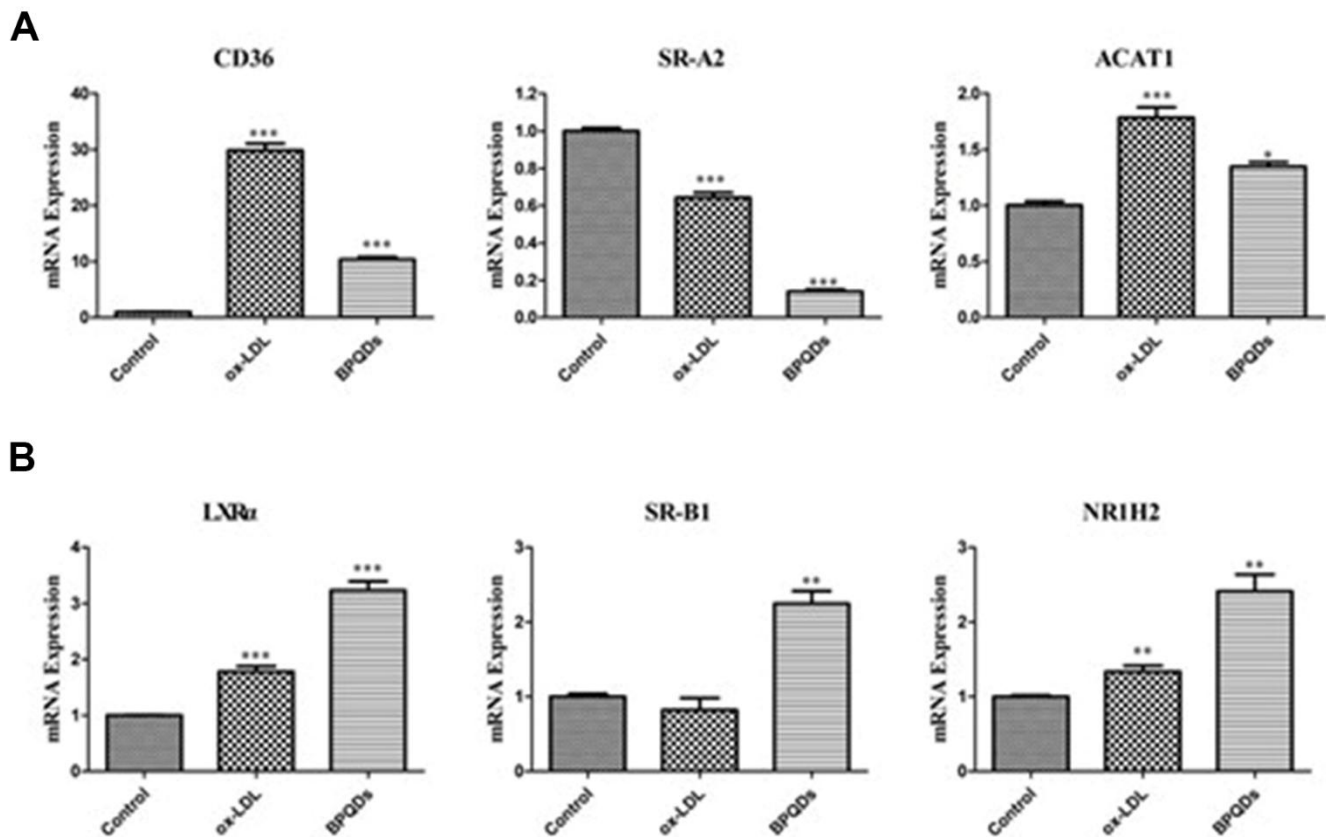 A
CD36
SR-A2
ACAT1
mRNA Expression
40
30
20
10
0
***
***
Control
ox-LDL
BPQDs
mRNA Expression
1.2
1.0
0.8
0.6
0.4
0.2
0.0
***
***
Control
ox-LDL
BPQDs
mRNA Expression
2.0
1.5
1.0
0.5
0.0
***
*
Control
ox-LDL
BPQDs
B
LXRα
SR-B1
NR1H2
mRNA Expression
4
3
2
1
0
***
***
Control
ox-LDL
BPQDs
mRNA Expression
3
2
1
0
**
Control
ox-LDL
BPQDs
mRNA Expression
3
2
1
0
**
**
Control
ox-LDL
BPQDs